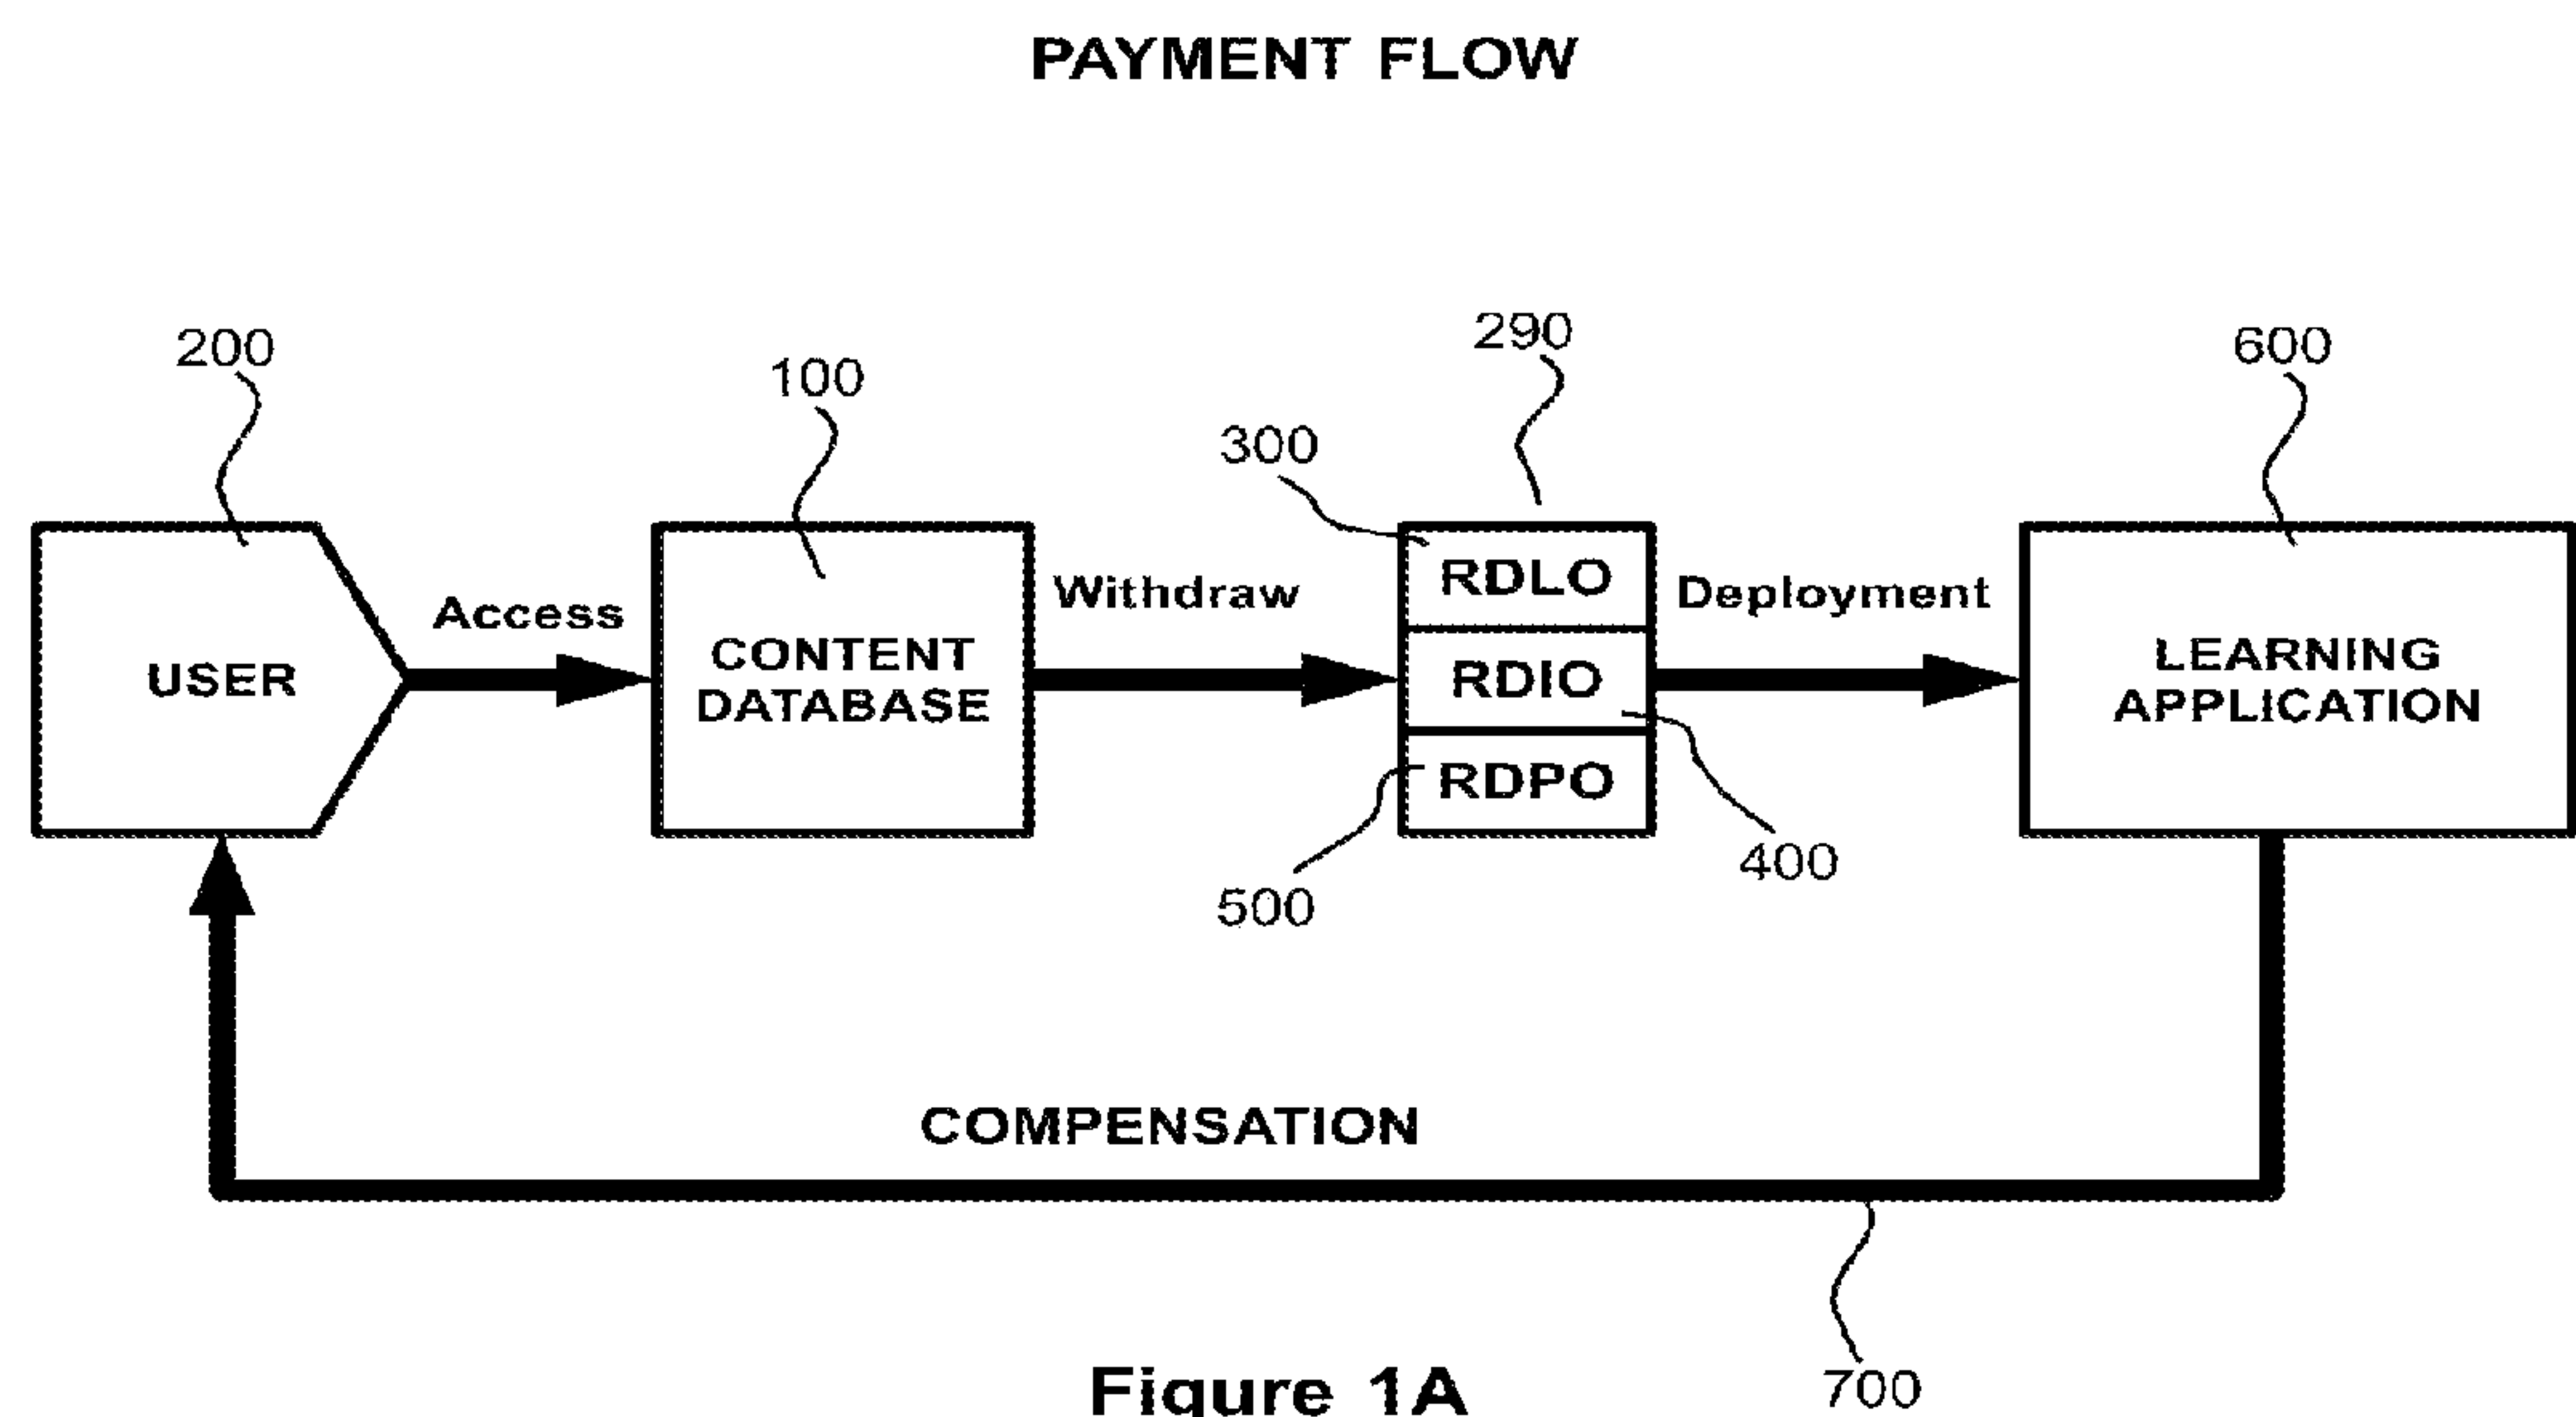 PAYMENT FLOW
200
100
290
300
600
USER
Access
CONTENT
DATABASE
Withdraw
RDLO
RDIO
RDPO
Deployment
LEARNING
APPLICATION
400
500
COMPENSATION
700
Figure 1A